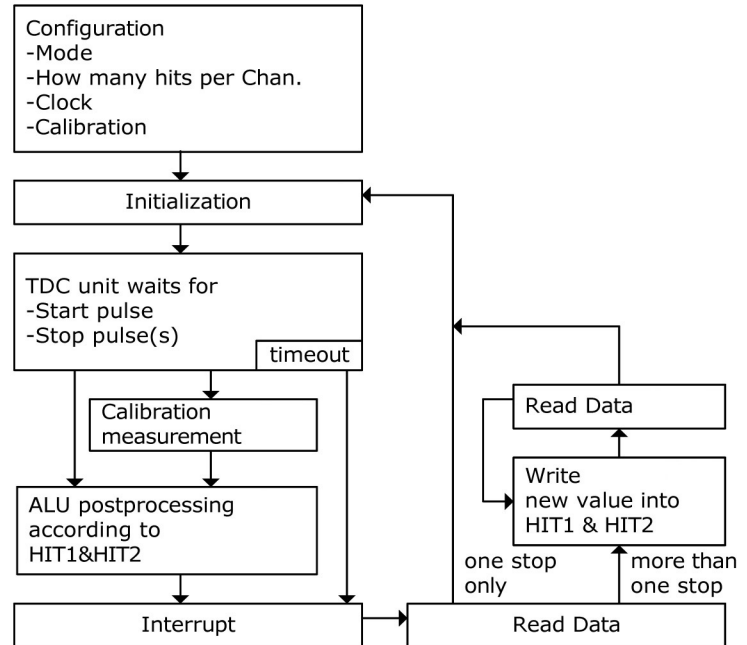 Configuration
-Mode
-How many hits per Chan.
-Clock
-Calibration
Initialization
TDC unit waits for
-Start pulse
-Stop pulse(s)
timeout
Calibration
measurement
ALU postprocessing
according to
HIT1&HIT2
Interrupt
Read Data
Write
new value into
HIT1 & HIT2
one stop
only
more than
one stop
Read Data